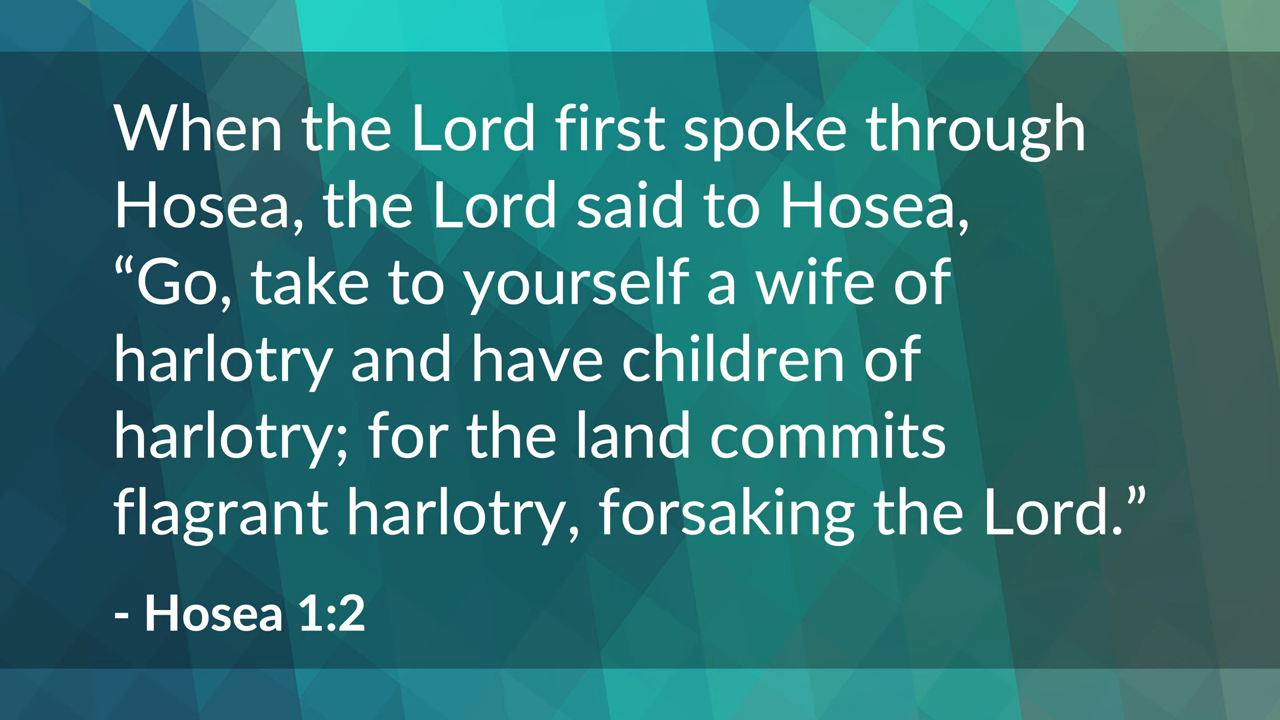 When the Lord first spoke through
Hosea, the Lord said to Hosea,
“Go, take to yourself a wife of
harlotry and have children of
harlotry; for the land commits
flagrant harlotry, forsaking the Lord.”
- Hosea 1:2